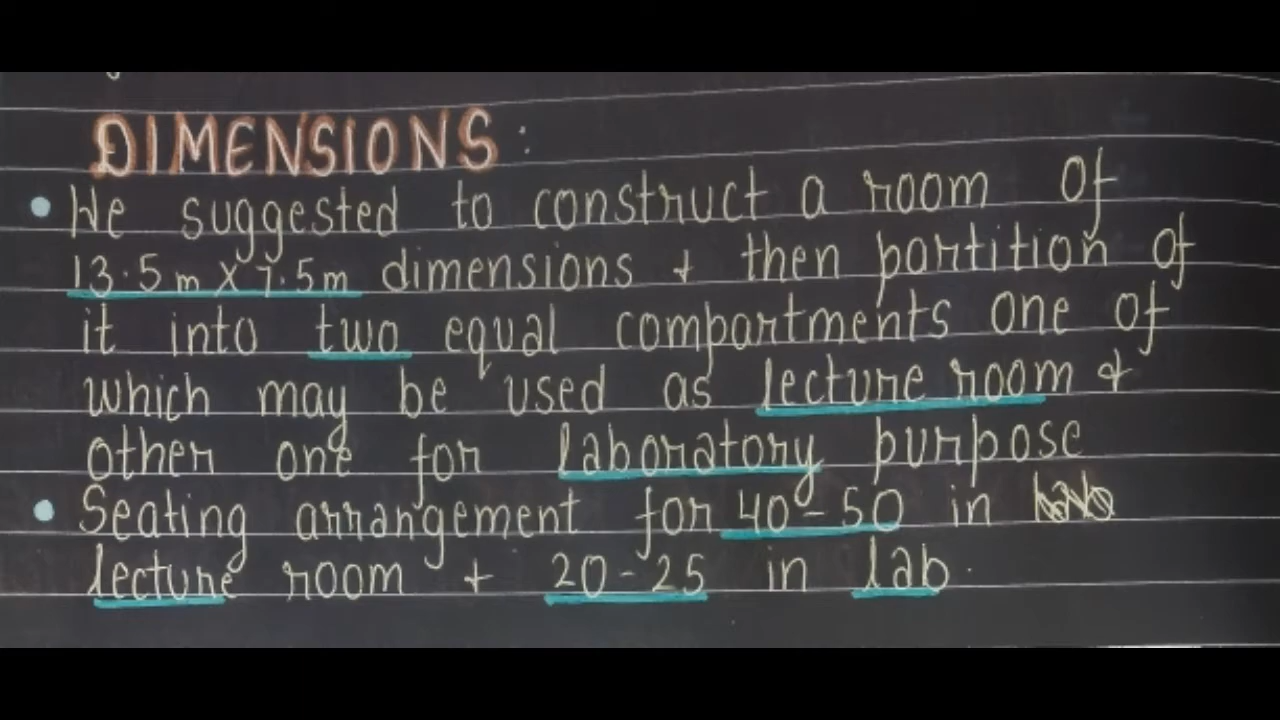 DIMENSIONS :
• He suggested to construct a room of
13.5m X 7.5m dimensions + then partition of
it into two equal compartments one of
which may be used as lecture room +
other one for laboratory purpose
• Seating arrangement for 40-50 in
lecture room + 20-25 in lab.